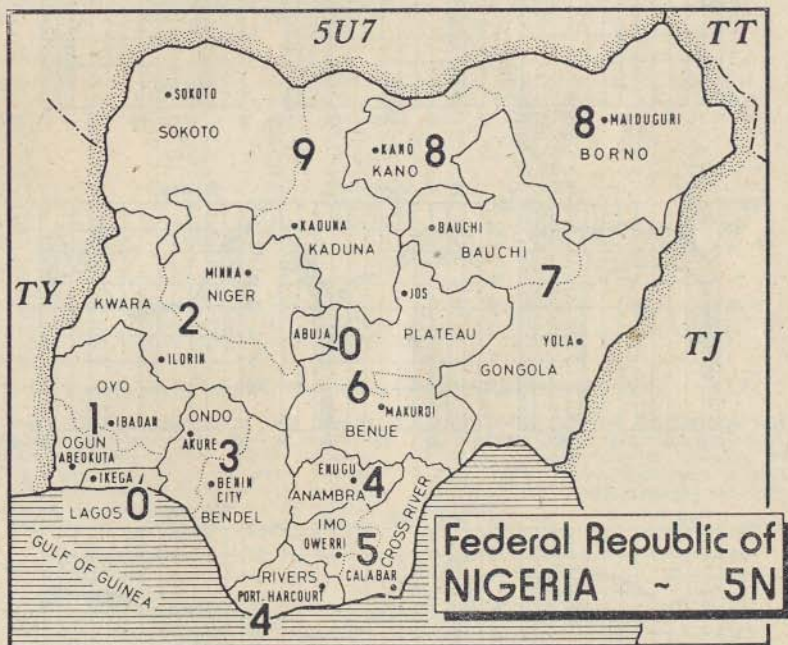 5U7
TT
SOKOTO
SOKOTO
9
KANO
KANO
8
8
MAIDUGURI
BORNO
KADUNA
KADUNA
BAUCHI
BAUCHI
7
TY
KWARA
MINNA
NIGER
2
JOS
PLATEAU
ABUJA
0
YOLA
GONGOLA
TJ
ILORIN
OYO
1
IBADAN
OGUN
ABEOKUTA
ONDO
AKURE
3
6
MAKURDI
BENUE
IKEGA
LAGOS
0
BENIN
CITY
BENDEL
ENUGU
ANAMBRA
4
IMO
OWERRI
5
CROSS RIVER
CALABAR
RIVERS
PORT. HARCOURT
4
GULF OF GUINEA
Federal Republic of
NIGERIA ~ 5N